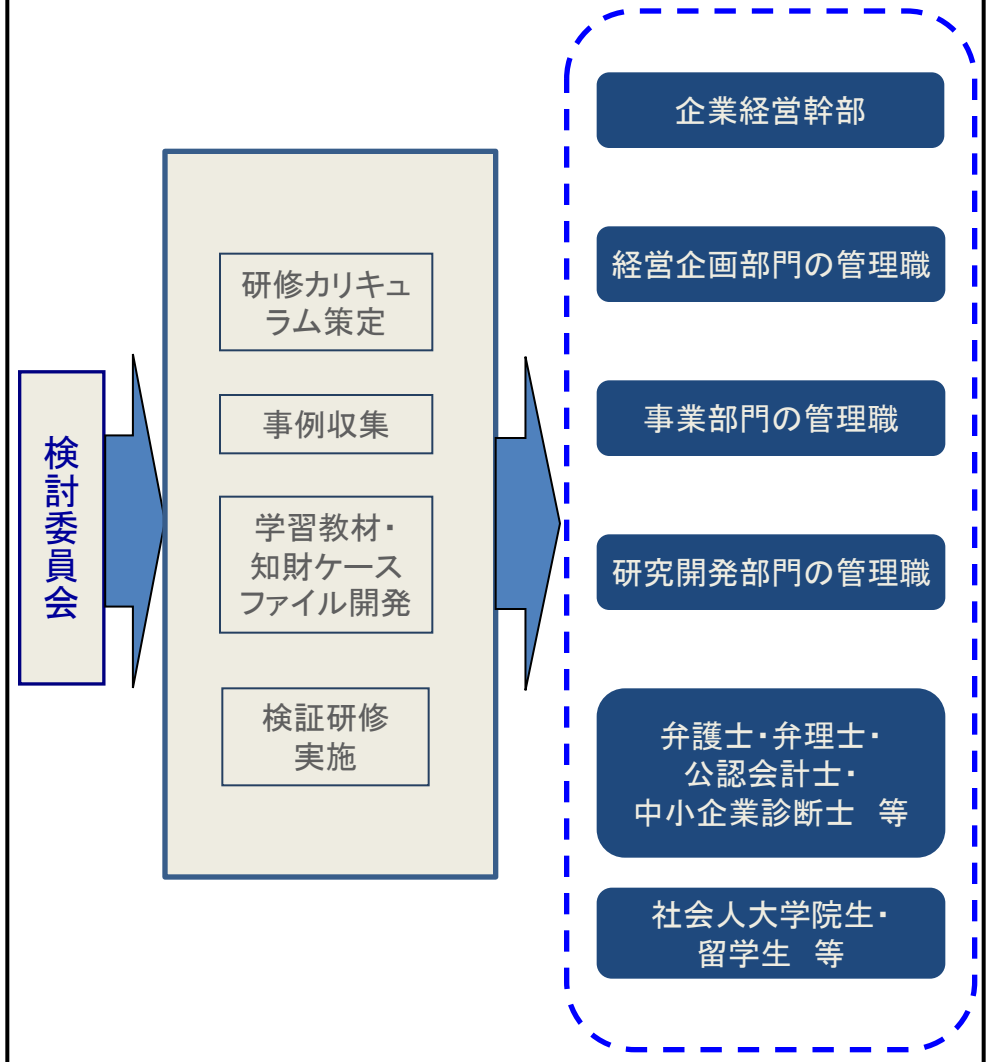 検討委員会
研修カリキュ
ラム策定
事例収集
学習教材・
知財ケース
ファイル開発
検証研修
実施
企業経営幹部
経営企画部門の管理職
事業部門の管理職
研究開発部門の管理職
弁護士・弁理士・
公認会計士・
中小企業診断士　等
社会人大学院生・
留学生　等